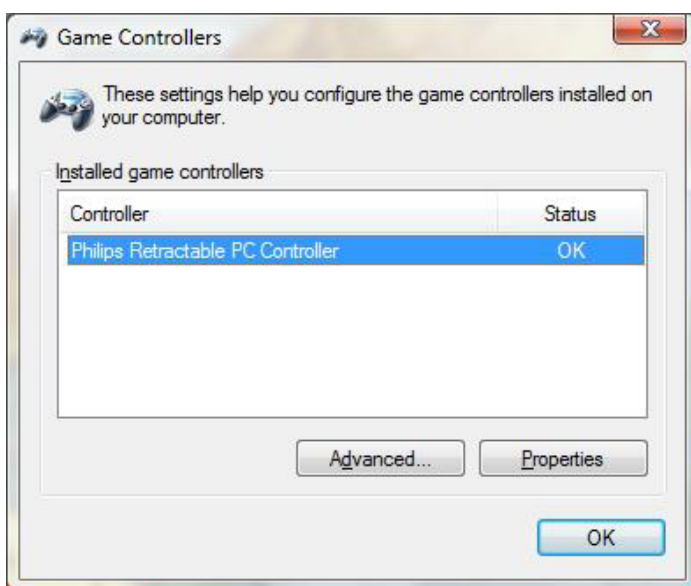 Game Controllers
These settings help you configure the game controllers installed on
your computer.
Installed game controllers
Controller Status
Philips Retractable PC Controller OK
Advanced... Properties
OK